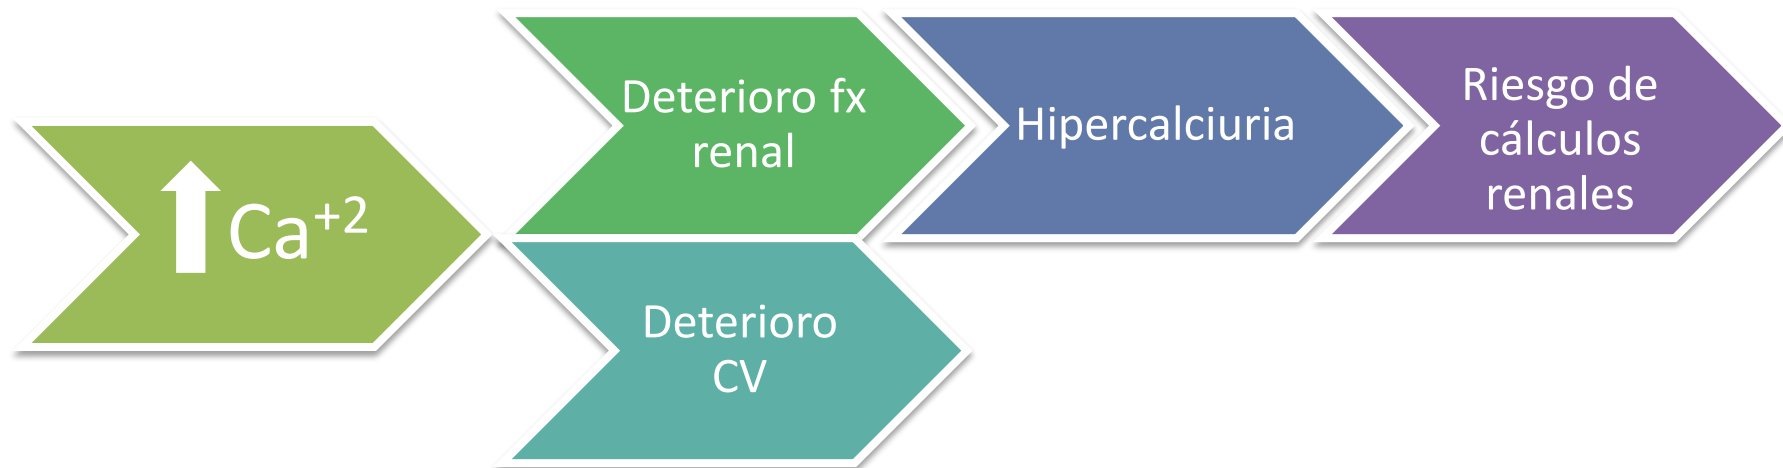 Ca⁺²
Deterioro fx
renal
Hipercalciuria
Riesgo de
cálculos
renales
Deterioro
CV